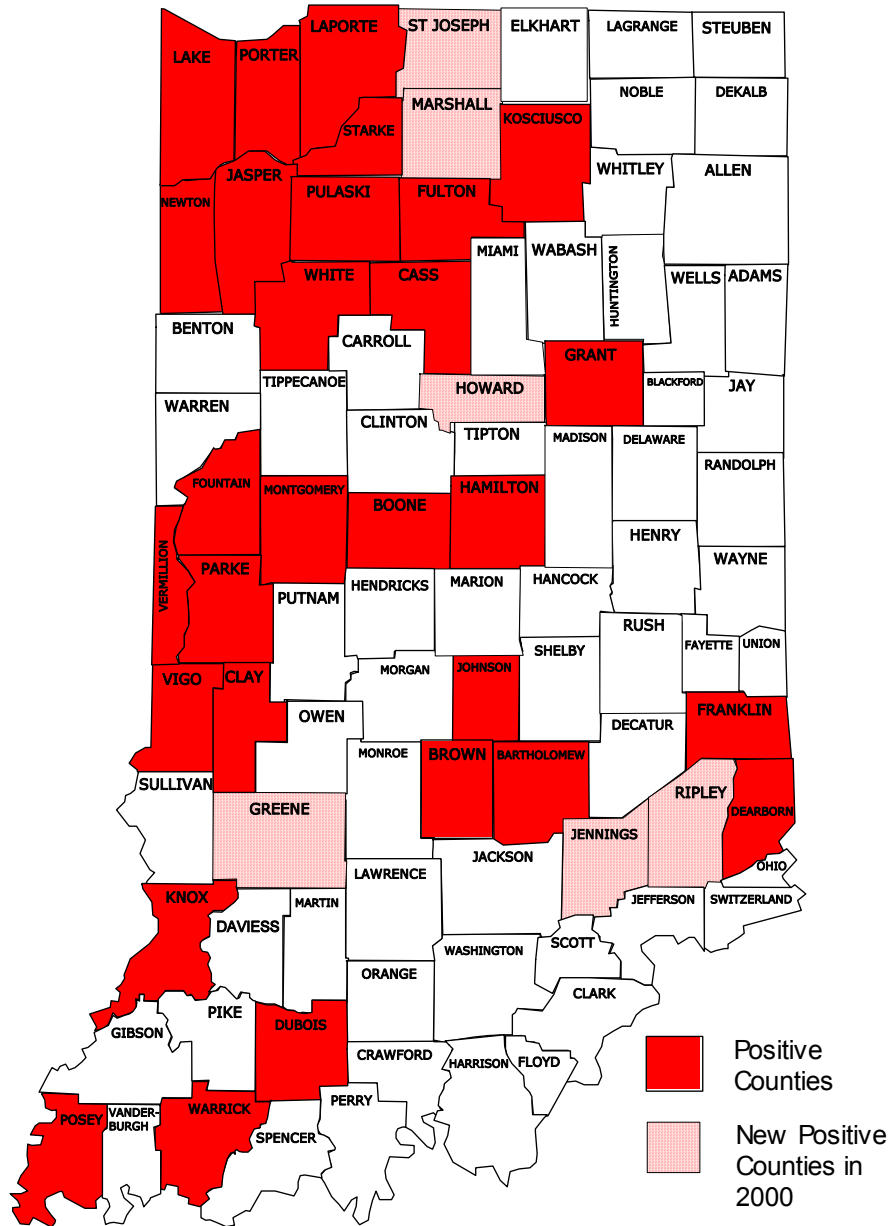 LAPORTE
ST JOSEPH
ELKHART
LAGRANGE
STEUBEN
LAKE
PORTER
NOBLE
DEKALB
MARSHALL
KOSCIUSCO
STARKE
WHITLEY
ALLEN
JASPER
PULASKI
FULTON
NEWTON
MIAMI
WABASH
HUNTINGTON
WHITE
CASS
WELLS
ADAMS
BENTON
CARROLL
GRANT
TIPPECANOE
HOWARD
BLACKFORD
JAY
WARREN
CLINTON
TIPTON
MADISON
DELAWARE
RANDOLPH
FOUNTAIN
MONTGOMERY
BOONE
HAMILTON
HENRY
WAYNE
VERMILLION
PARKE
PUTNAM
HENDRICKS
MARION
HANCOCK
RUSH
FAYETTE
UNION
SHELBY
VIGO
CLAY
MORGAN
JOHNSON
OWEN
FRANKLIN
DECATUR
MONROE
BROWN
BARTHOLOMEW
SULLIVAN
GREENE
RIPLEY
DEARBORN
JENNINGS
JACKSON
OHIO
LAWRENCE
KNOX
MARTIN
JEFFERSON
SWITZERLAND
DAVIESS
WASHINGTON
SCOTT
ORANGE
CLARK
PIKE
DUBOIS
GIBSON
CRAWFORD
HARRISON
FLOYD
POSEY
VANDER-
BURGH
WARRICK
PERRY
SPENCER
Positive
Counties
New Positive
Counties in
2000